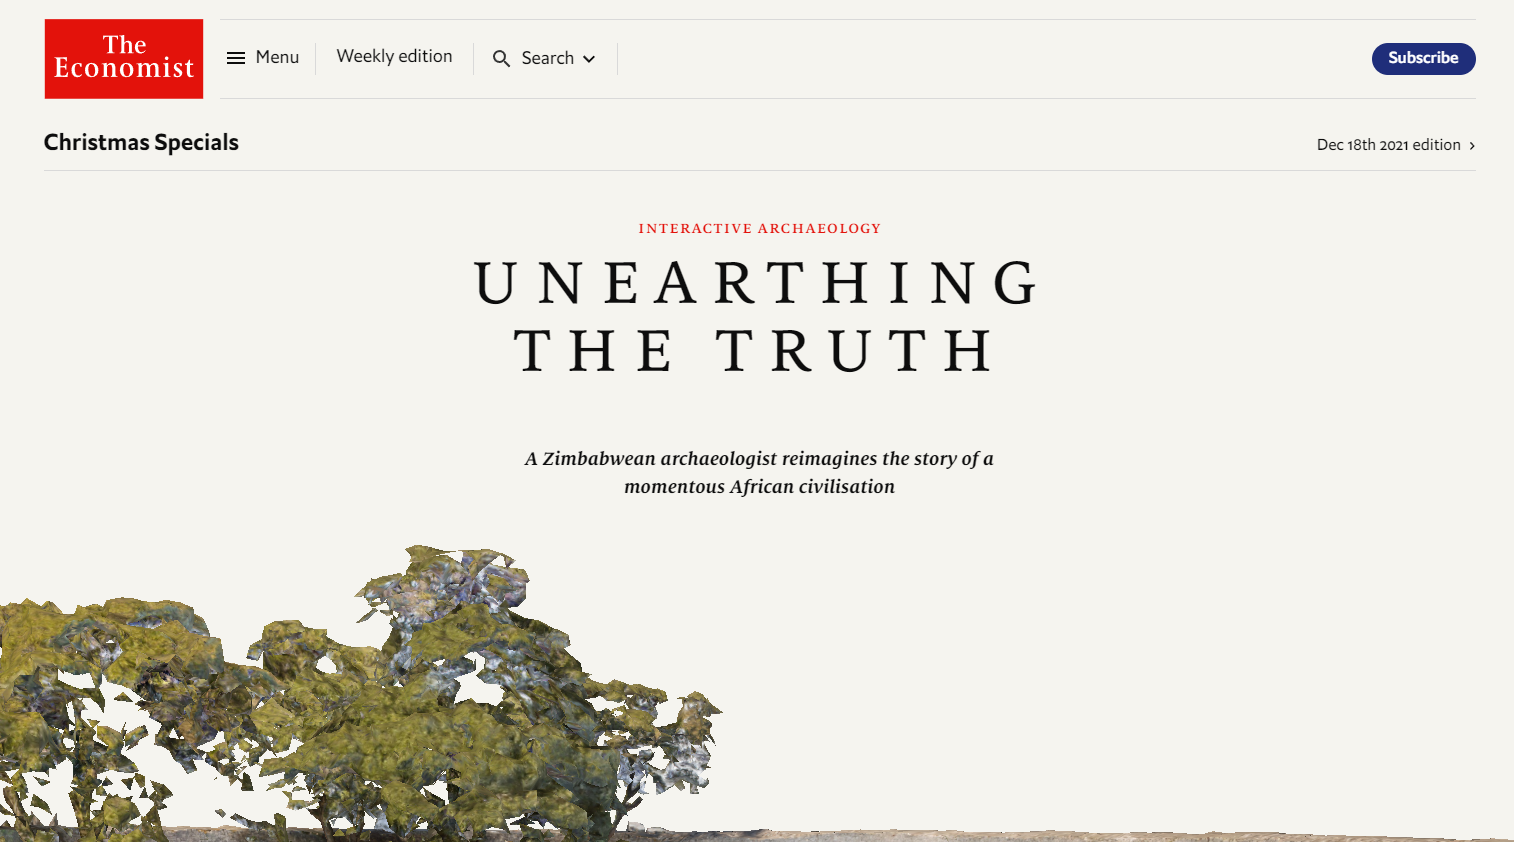 The
Economist
Menu
Weekly edition
Search
Subscribe
Christmas Specials
Dec 18th 2021 edition
INTERACTIVE ARCHAEOLOGY
UNEARTHING
THE TRUTH
A Zimbabwean archaeologist reimagines the story of a
momentous African civilisation